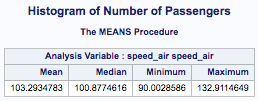 Histogram of Number of Passengers
The MEANS Procedure
Analysis Variable : speed_air speed_air
Mean Median Minimum Maximum
103.2934783 100.8774616 90.0028586 132.9114649